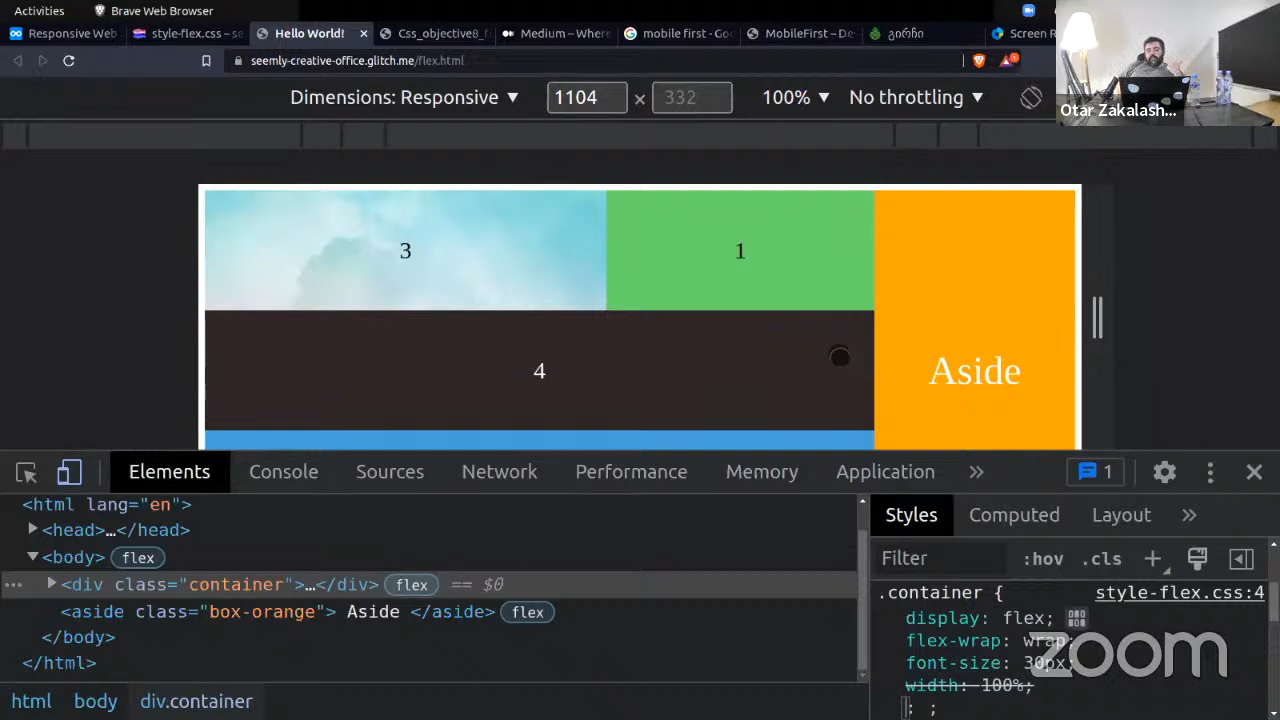 Activities Brave Web Browser
Responsive Web style-flex.css – se Hello World! × Css_objective8_f Medium – Where mobile first - Goo MobileFirst – De გირჩი Screen R
seemly-creative-office.glitch.me/flex.html 1
Dimensions: Responsive ▼ 1104 × 332 100% ▼ No throttling ▼
Otar Zakalash...
3
1
4
Aside
Elements Console Sources Network Performance Memory Application » 1
<html lang="en">
▶<head>…</head>
▼<body> flex
… ▶<div class="container">…</div> flex == $0
<aside class="box-orange"> Aside </aside> flex
</body>
</html>
html body div.container
Styles Computed Layout »
Filter :hov .cls +
.container { style-flex.css:4
display: flex;
flex-wrap: wrap;
font-size: 30px;
width: 100%;
: ;
zoom